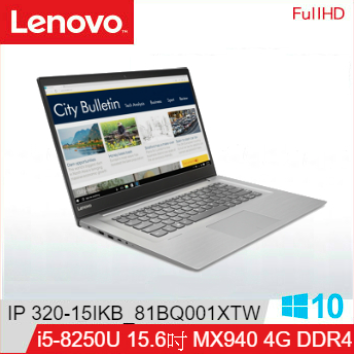 Lenovo
FullHD
City Bulletin
IP 320-15IKB_81BQ001XTW
10
i5-8250U 15.6吋 MX940 4G DDR4